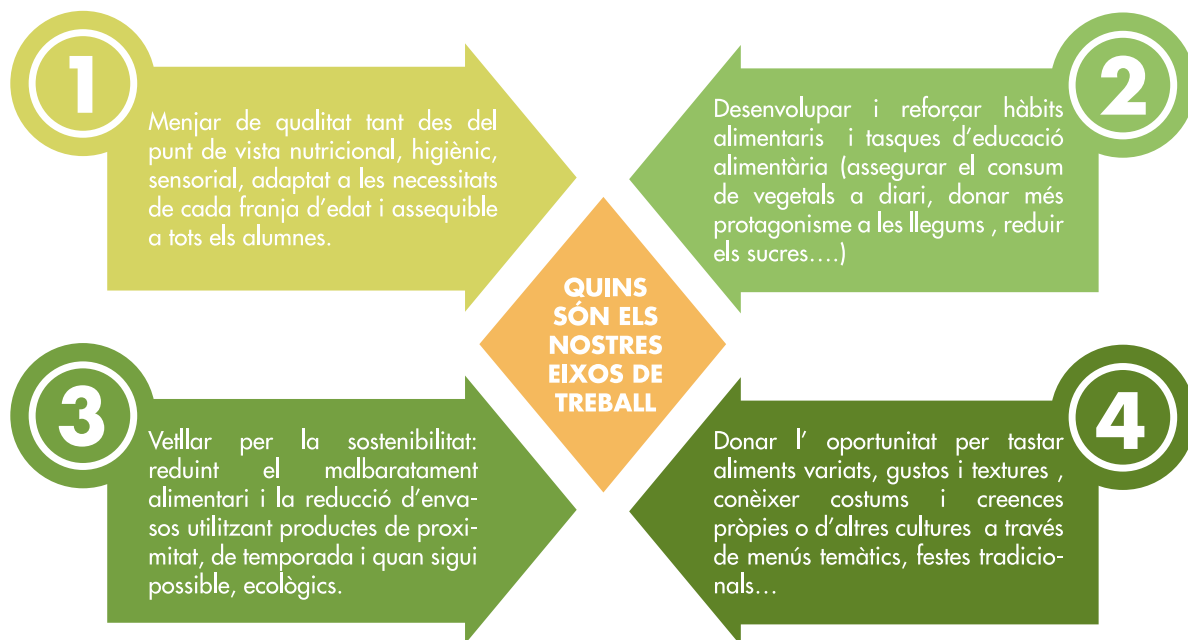 1
Menjar de qualitat tant des del
punt de vista nutricional, higiènic,
sensorial, adaptat a les necessitats
de cada franja d'edat i assequible
a tots els alumnes.
2
Desenvolupar i reforçar hàbits
alimentaris i tasques d'educació
alimentària (assegurar el consum
de vegetals a diari, donar més
protagonisme a les llegums , reduir
els sucres....)
QUINS
SÓN ELS
NOSTRES
EIXOS DE
TREBALL
3
Vetllar per la sostenibilitat:
reduint el malbaratament
alimentari i la reducció d'enva-
sos utilitzant productes de proxi-
mitat, de temporada i quan sigui
possible, ecològics.
4
Donar l' oportunitat per tastar
aliments variats, gustos i textures ,
conèixer costums i creences
pròpies o d'altres cultures a través
de menús temàtics, festes tradicio-
nals...